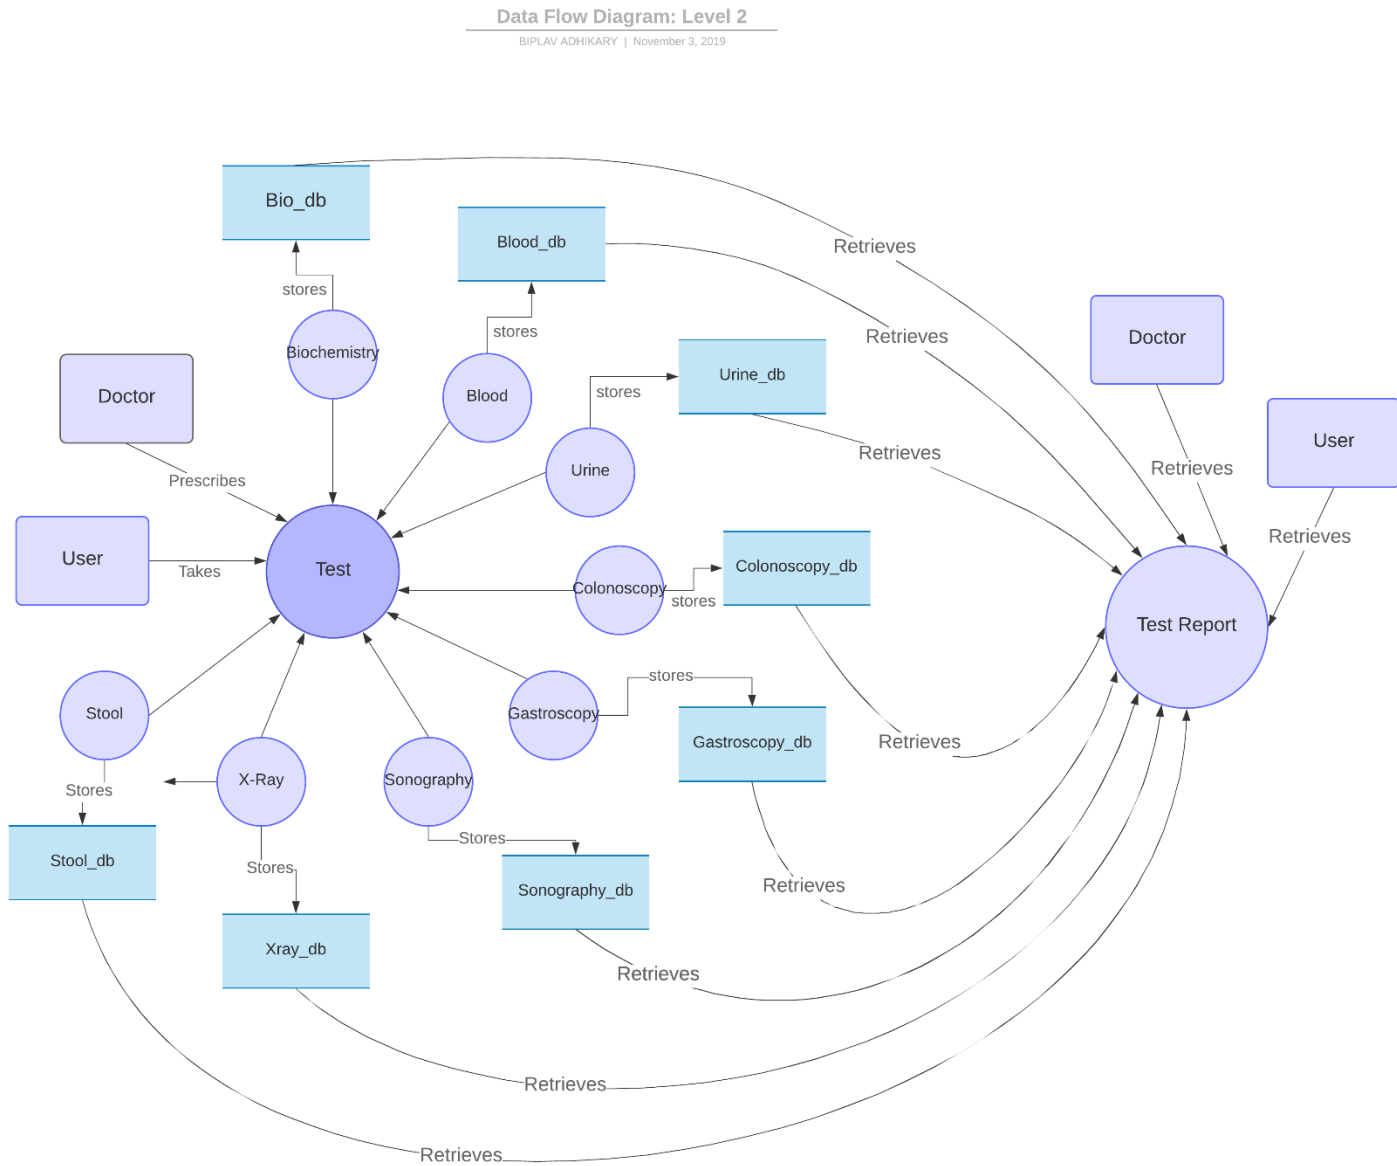 Data Flow Diagram: Level 2
BIPLAV ADHIKARY | November 3, 2019
Bio_db
Blood_db
Retrieves
stores
Doctor
stores
Retrieves
Biochemistry
Urine_db
Doctor
stores
Blood
User
Retrieves
Urine
Retrieves
Prescribes
Retrieves
User
Takes
Test
Colonoscopy_db
Colonoscopy
stores
Test Report
stores
Stool
Gastroscopy
Gastroscopy_db
Retrieves
X-Ray
Sonography
Stores
Stores
Stool_db
Stores
Retrieves
Sonography_db
Xray_db
Retrieves
Retrieves
Retrieves